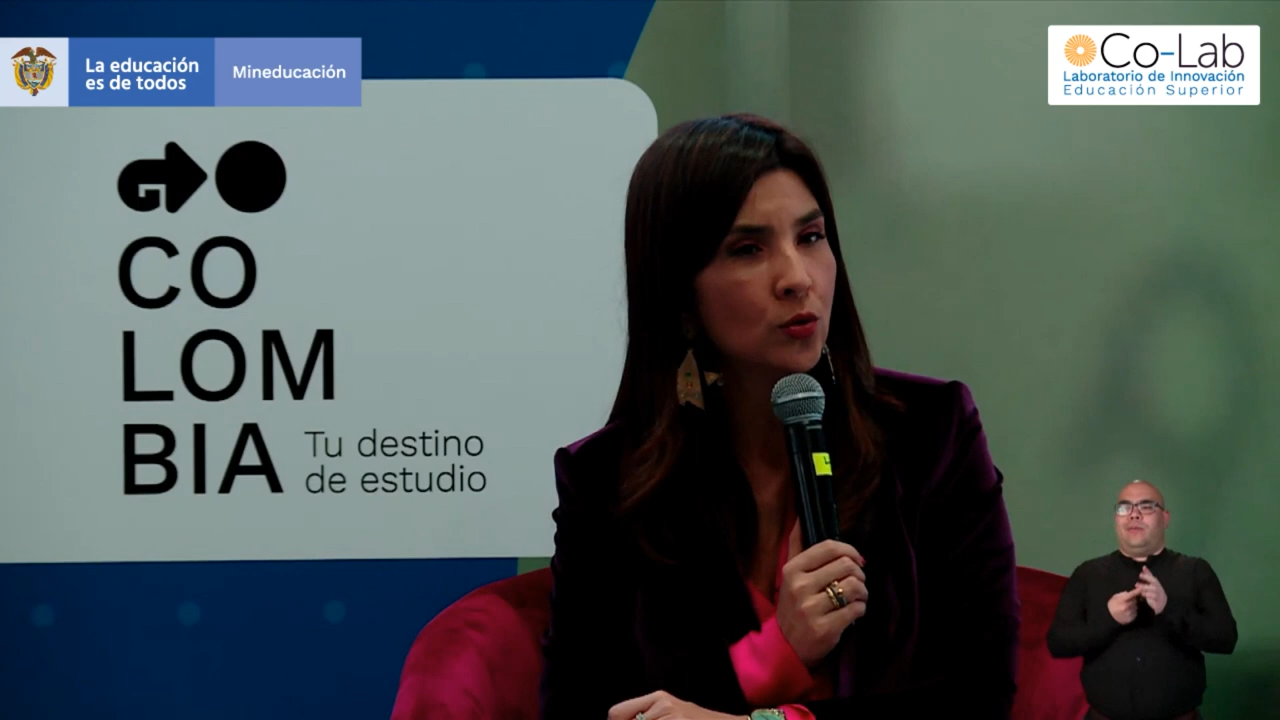 La educación
es de todos
Mineducación
Co-Lab
Laboratorio de Innovación
Educación Superior
GO
CO
LOM
BIA
Tu destino
de estudio